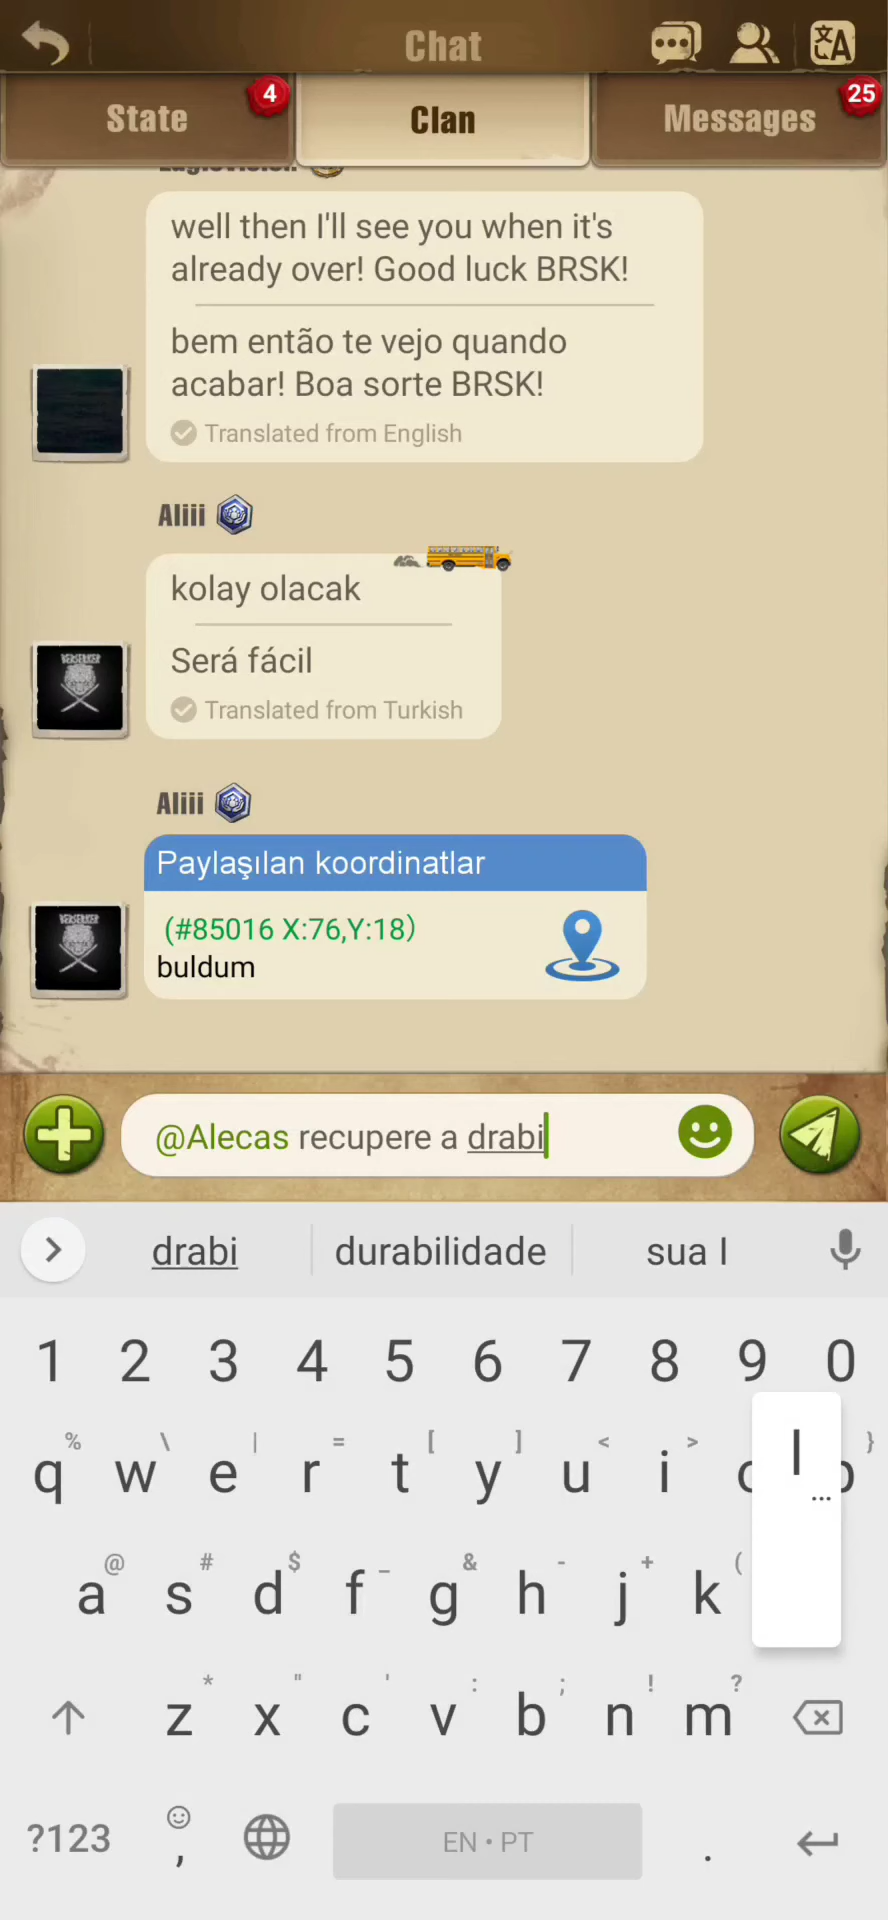 Chat
State
4
Clan
Messages
25
well then I'll see you when it's
already over! Good luck BRSK!
bem então te vejo quando
acabar! Boa sorte BRSK!
Translated from English
Aliii
kolay olacak
Será fácil
Translated from Turkish
Aliii
Paylaşılan koordinatlar
(#85016 X:76,Y:18)
buldum
@Alecas recupere a drabi
drabi durabilidade sua l
1 2 3 4 5 6 7 8 9 0
% \ | = [ ] < > }
q w e r t y u i o p
l
...
@ # $ _ & - + (
a s d f g h j k
* " ' : ; ! ?
z x c v b n m
?123 , EN • PT .